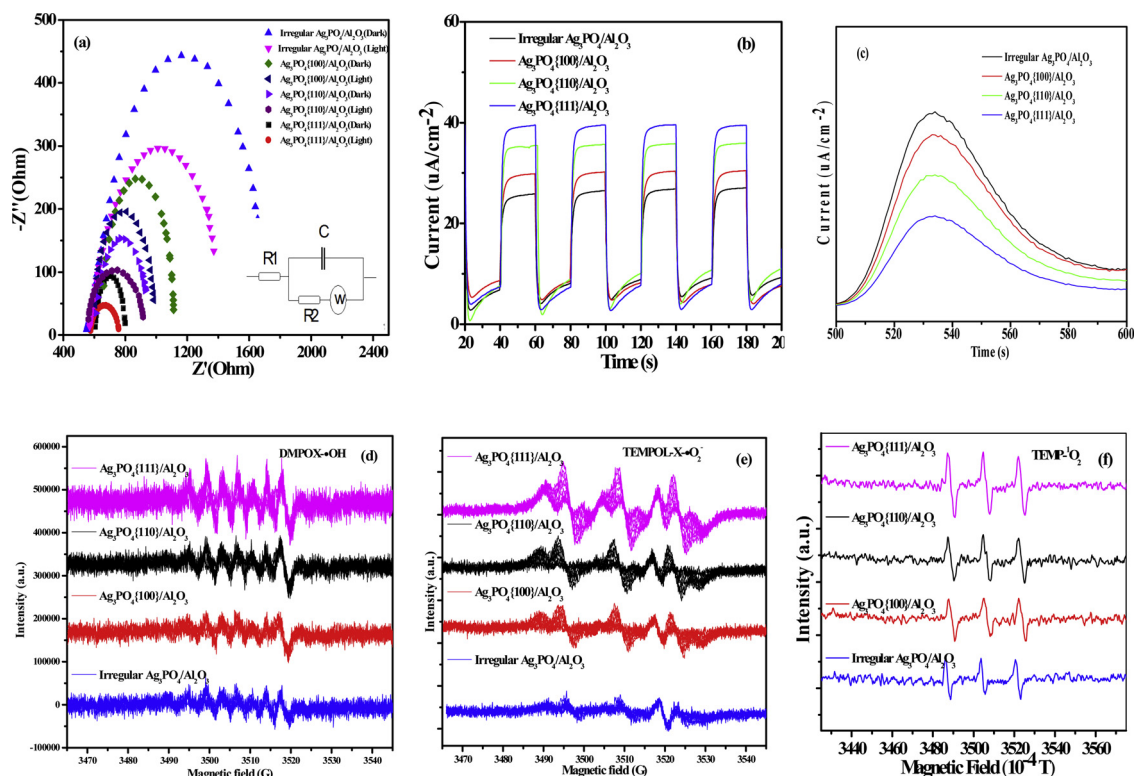 (a)
Irregular Ag₃PO₄/Al₂O₃(Dark)
Irregular Ag₃PO₄/Al₂O₃(Light)
Ag₃PO₄{100}/Al₂O₃(Dark)
Ag₃PO₄{100}/Al₂O₃(Light)
Ag₃PO₄{110}/Al₂O₃(Dark)
Ag₃PO₄{110}/Al₂O₃(Light)
Ag₃PO₄{111}/Al₂O₃(Dark)
Ag₃PO₄{111}/Al₂O₃(Light)
500
400
300
200
100
0
-Z''(Ohm)
R1
C
R2
W
400 800 1200 1600 2000 2400
Z'(Ohm)
(b)
Irregular Ag₃PO₄/Al₂O₃
Ag₃PO₄{100}/Al₂O₃
Ag₃PO₄{110}/Al₂O₃
Ag₃PO₄{111}/Al₂O₃
60
40
20
0
Current (uA/cm⁻²)
20 40 60 80 100 120 140 160 180 20
Time (s)
(c)
Irregular Ag₃PO₄/Al₂O₃
Ag₃PO₄{100}/Al₂O₃
Ag₃PO₄{110}/Al₂O₃
Ag₃PO₄{111}/Al₂O₃
Current (uA/cm⁻²)
500 520 540 560 580 600
Time (s)
600000
500000
400000
300000
200000
100000
0
-100000
Intensity (a.u.)
DMPOX-•OH (d)
Ag₃PO₄{111}/Al₂O₃
Ag₃PO₄{110}/Al₂O₃
Ag₃PO₄{100}/Al₂O₃
Irregular Ag₃PO₄/Al₂O₃
3470 3480 3490 3500 3510 3520 3530 3540
Magnetic field (G)
Intensity (a.u.)
TEMPOL-X-•O₂⁻
(e)
Ag₃PO₄{111}/Al₂O₃
Ag₃PO₄{110}/Al₂O₃
Ag₃PO₄{100}/Al₂O₃
Irregular Ag₃PO₄/Al₂O₃
3470 3480 3490 3500 3510 3520 3530 3540
Magnetic field (G)
Intensity (a.u.)
(f)
TEMP-¹O₂
Ag₃PO₄{111}/Al₂O₃
Ag₃PO₄{110}/Al₂O₃
Ag₃PO₄{100}/Al₂O₃
Irregular Ag₃PO₄/Al₂O₃
3440 3460 3480 3500 3520 3540 3560
Magnetic Field (10⁻⁴ T)